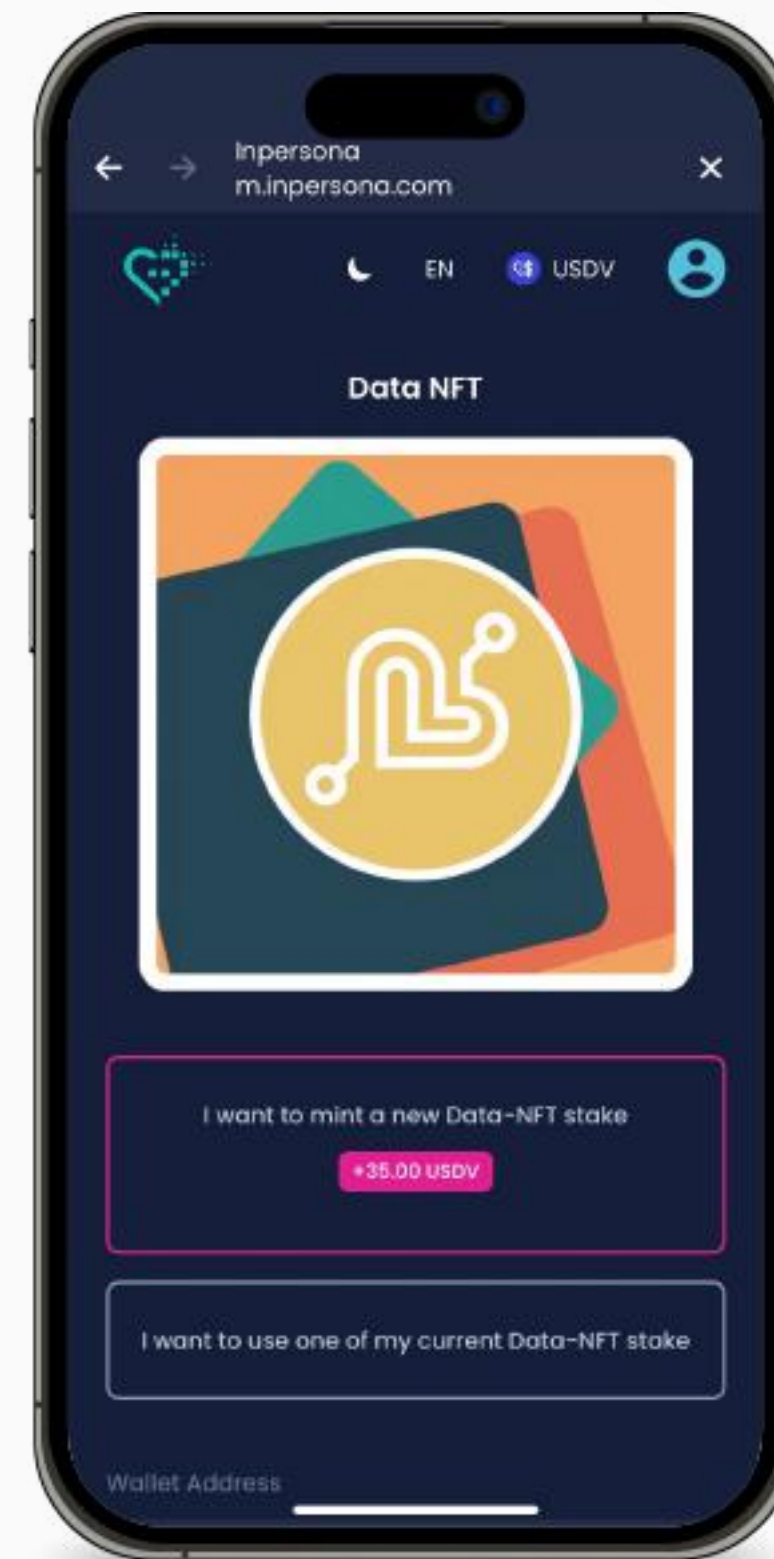 Inpersona
m.inpersona.com
EN
USDV
Data NFT
I want to mint a new Data-NFT stake
+35.00 USDV
I want to use one of my current Data-NFT stake
Wallet Address